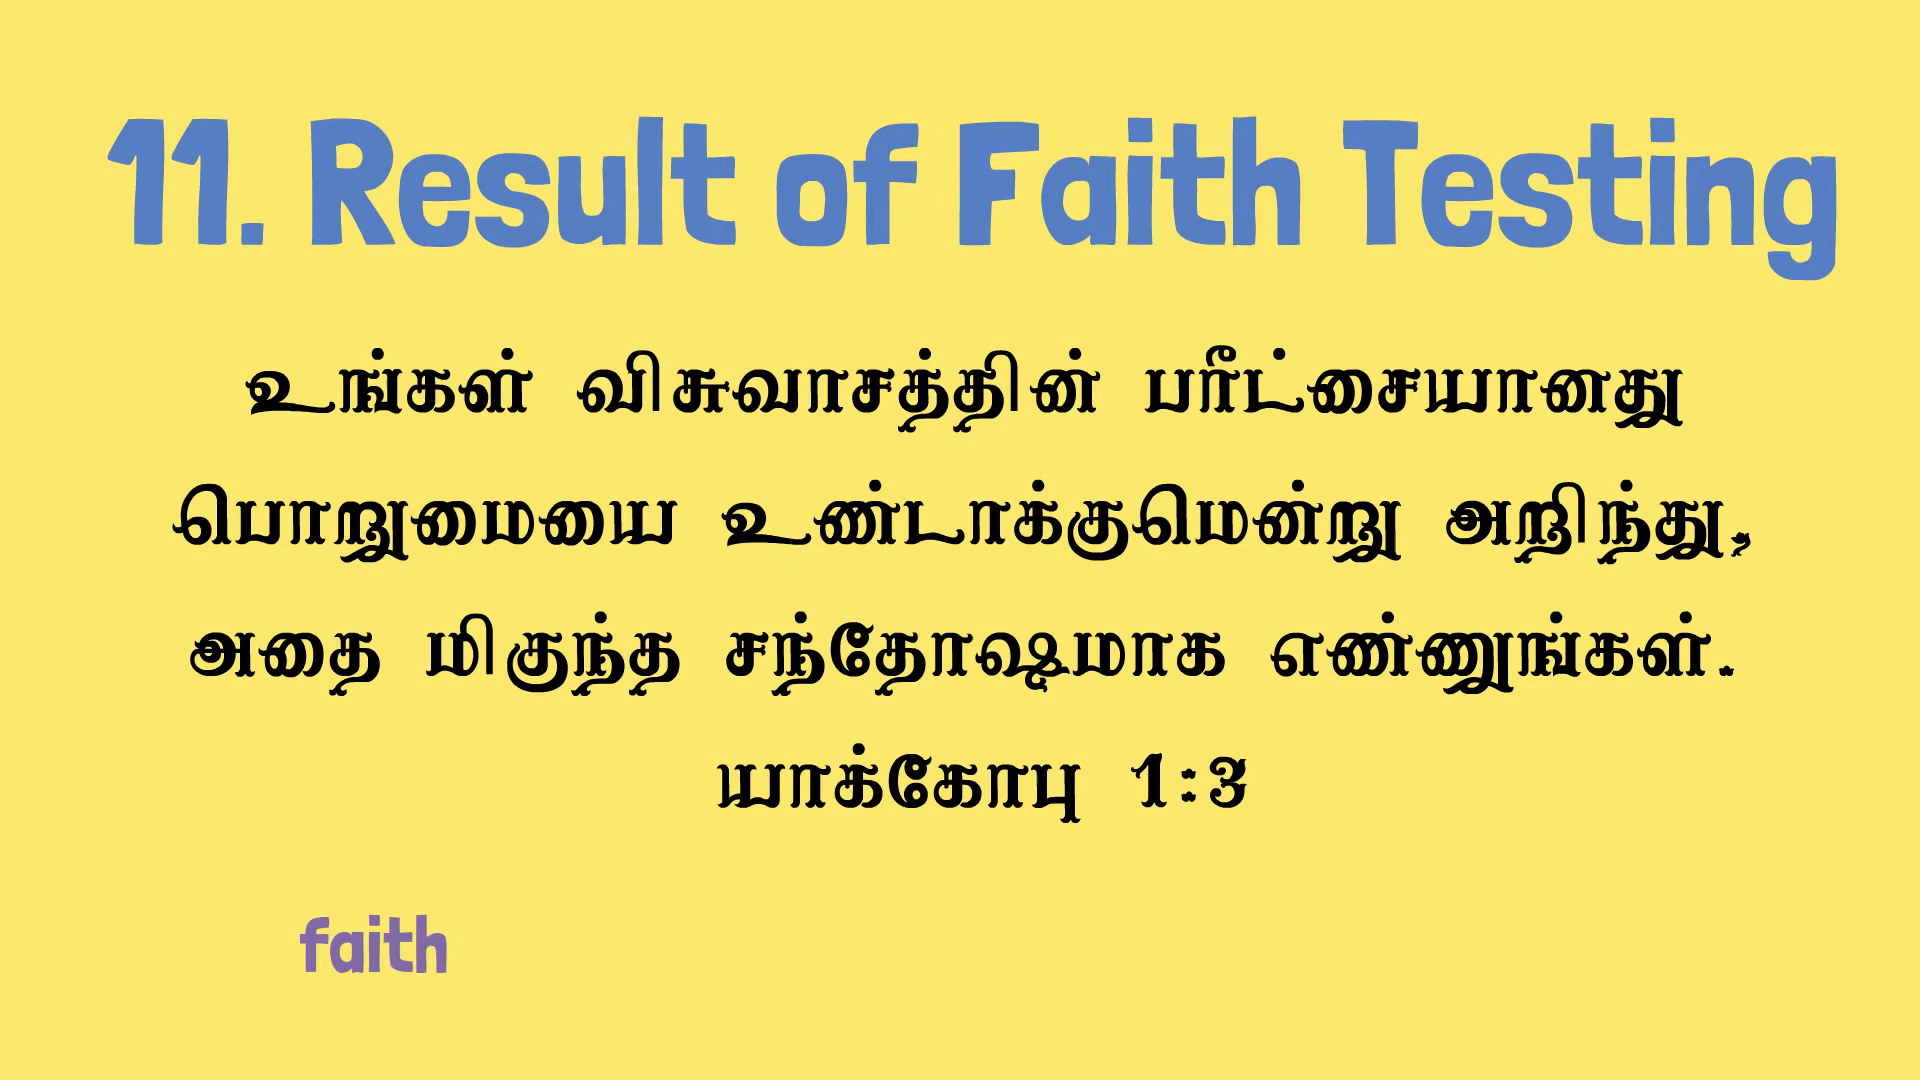 11. Result of Faith Testing
உங்கள் விசுவாசத்தின் பரீட்சையானது
பொறுமையை உண்டாக்குமென்று அறிந்து,
அதை மிகுந்த சந்தோஷமாக எண்ணுங்கள்.
யாக்கோபு 1:3
faith